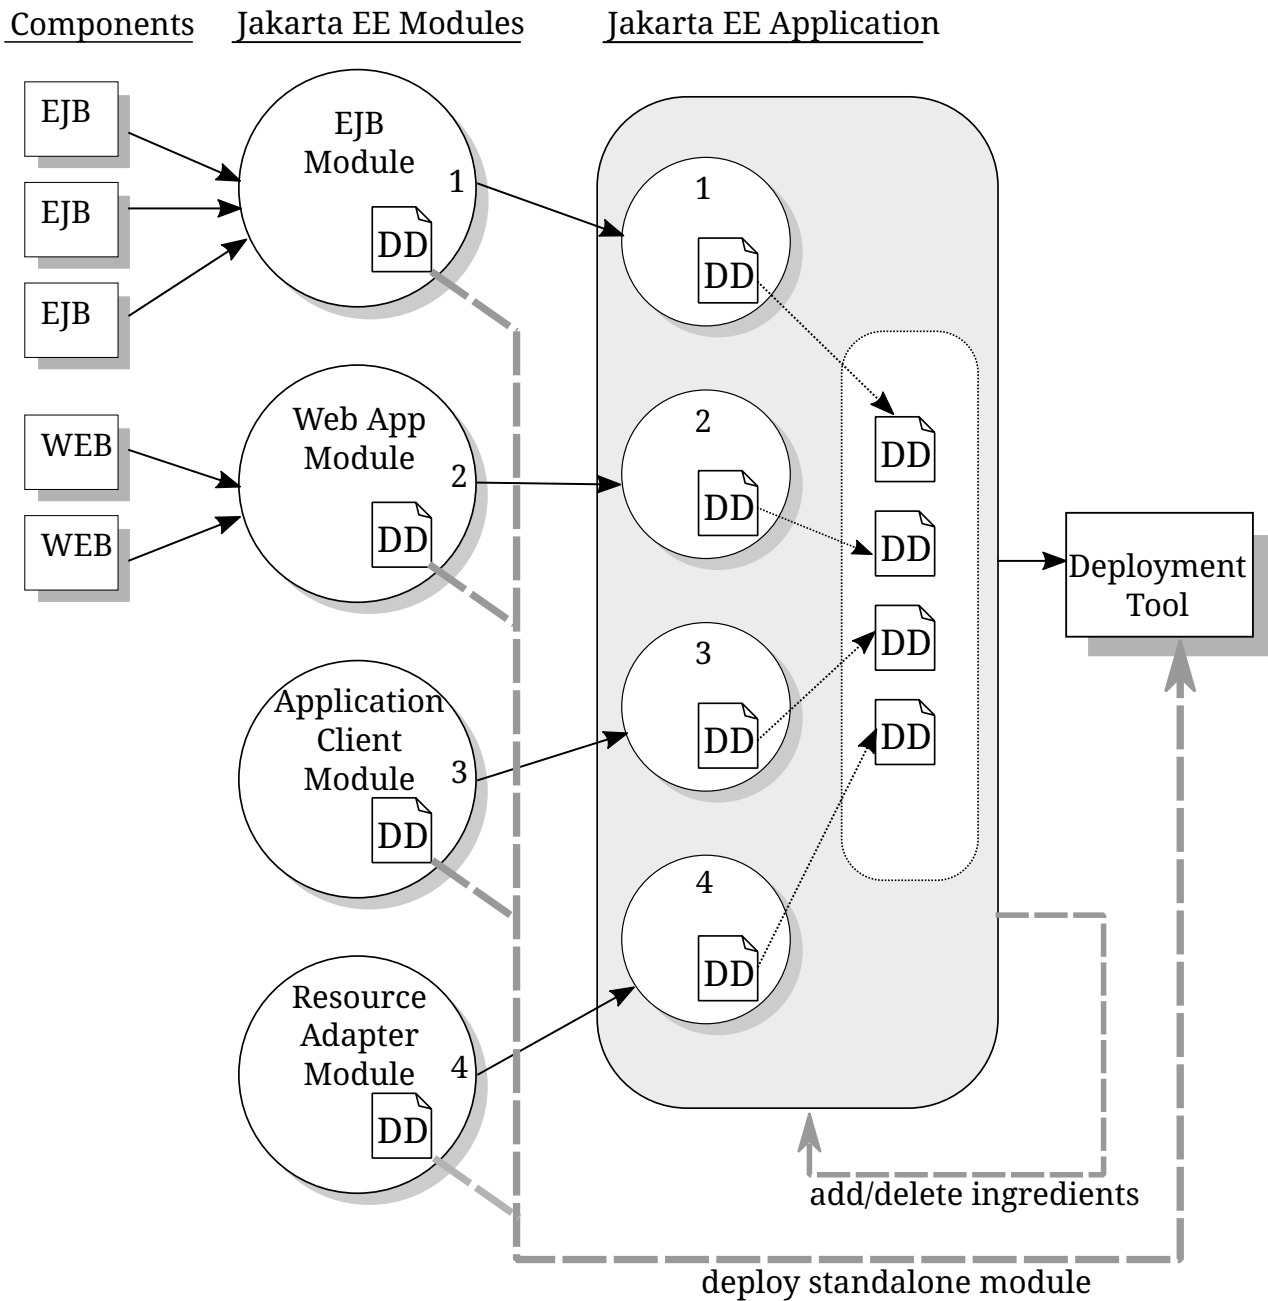 Components
Jakarta EE Modules
Jakarta EE Application
EJB
EJB
EJB
WEB
WEB
EJB
Module
1
DD
Web App
Module
2
DD
Application
Client
Module
3
DD
Resource
Adapter
Module
4
DD
1
DD
2
DD
3
DD
4
DD
DD
DD
DD
DD
Deployment
Tool
add/delete ingredients
deploy standalone module